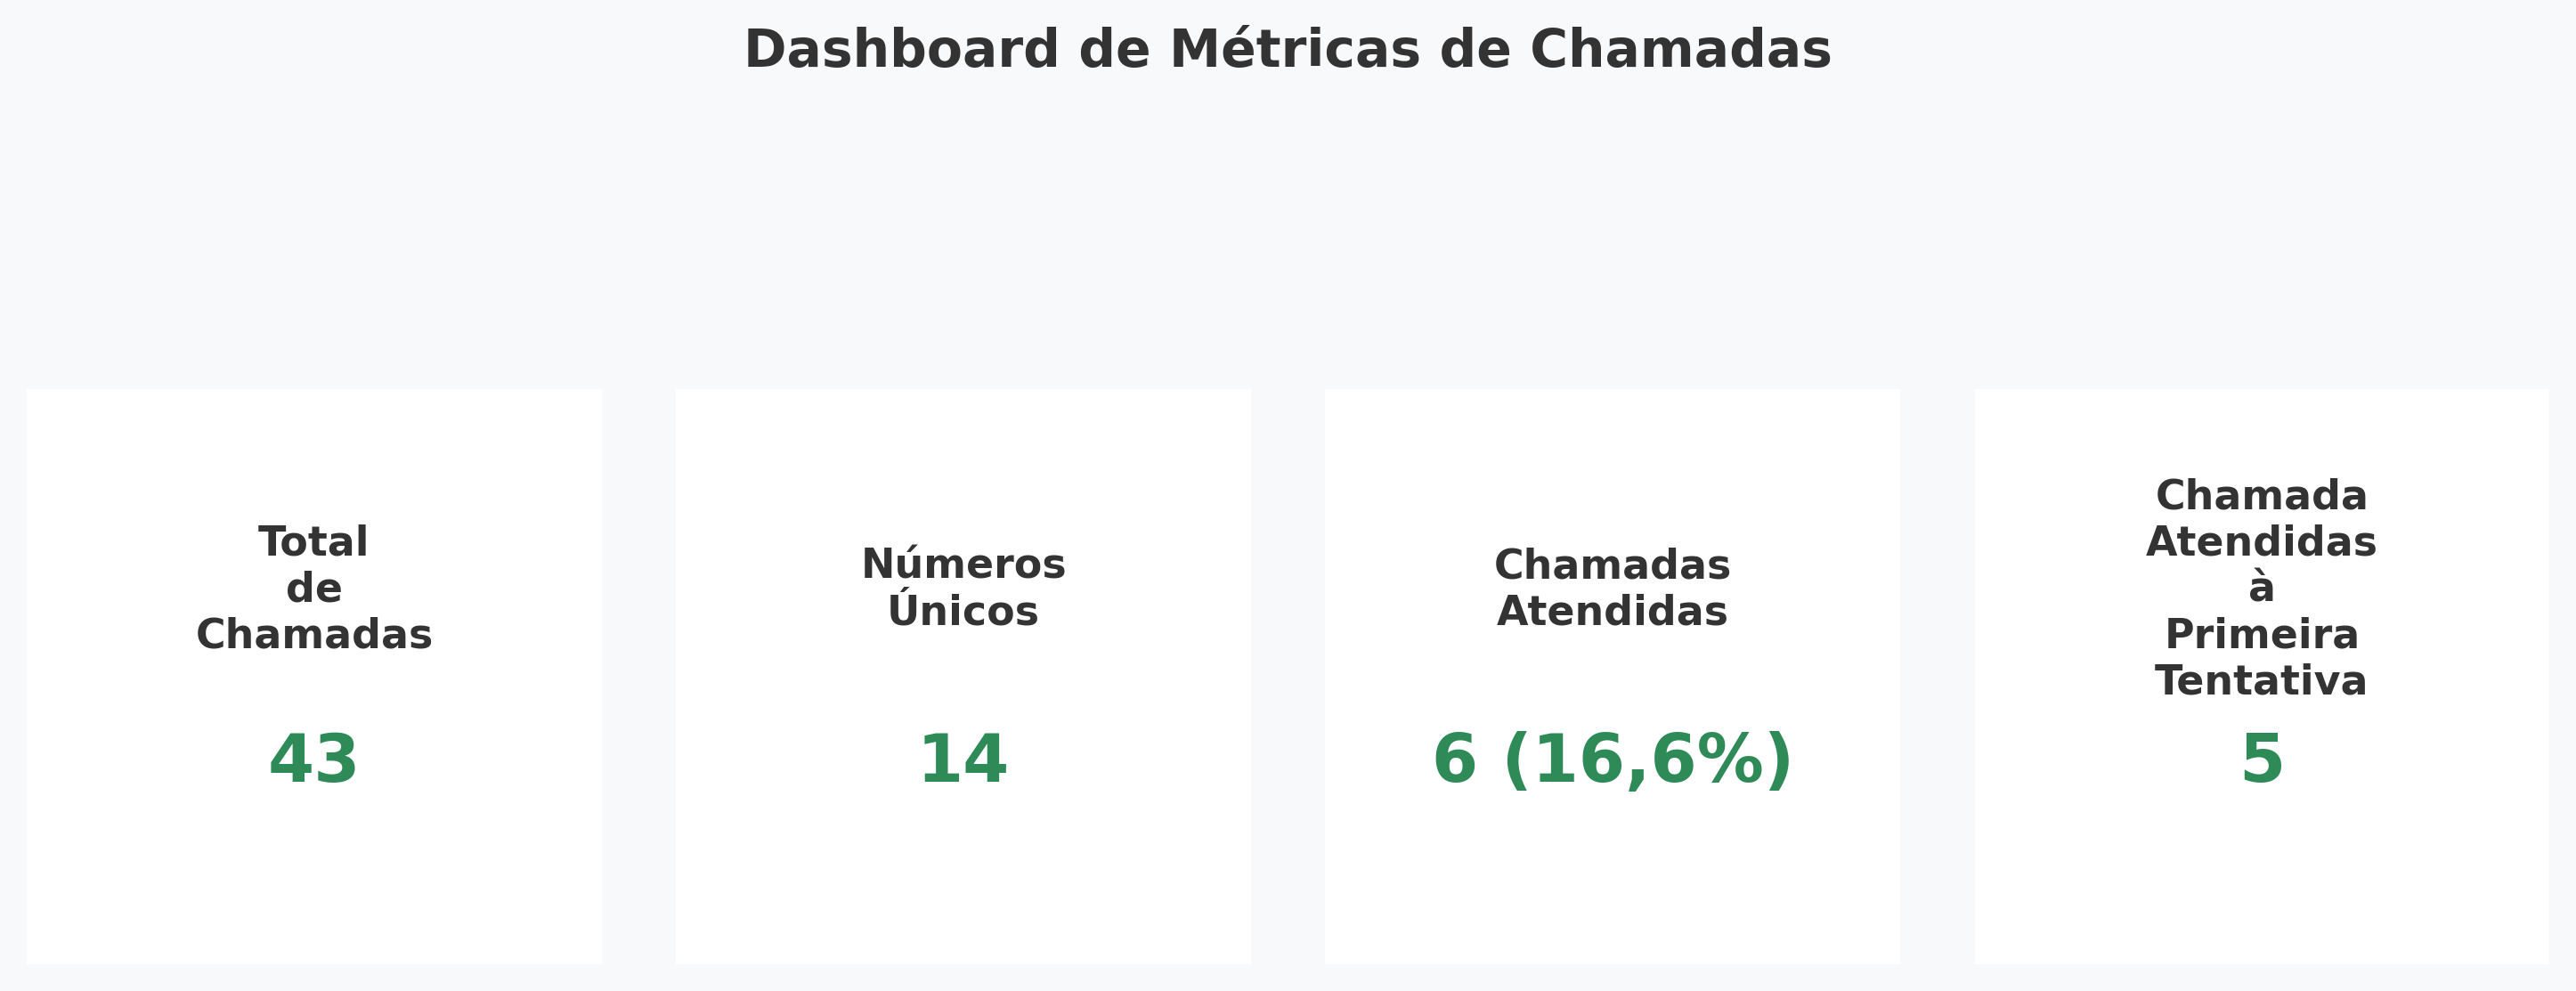 Dashboard de Métricas de Chamadas
Total
de
Chamadas
43
Números
Únicos
14
Chamadas
Atendidas
6 (16,6%)
Chamada
Atendidas
à
Primeira
Tentativa
5